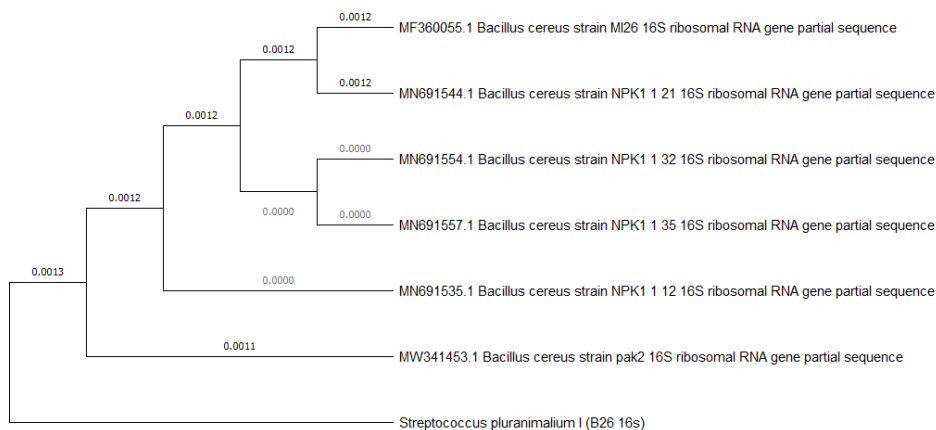 0.0012
MF360055.1 Bacillus cereus strain MI26 16S ribosomal RNA gene partial sequence
0.0012
0.0012
MN691544.1 Bacillus cereus strain NPK1 1 21 16S ribosomal RNA gene partial sequence
0.0012
0.0000
MN691554.1 Bacillus cereus strain NPK1 1 32 16S ribosomal RNA gene partial sequence
0.0012
0.0000
0.0000
MN691557.1 Bacillus cereus strain NPK1 1 35 16S ribosomal RNA gene partial sequence
0.0013
0.0000
MN691535.1 Bacillus cereus strain NPK1 1 12 16S ribosomal RNA gene partial sequence
0.0011
MW341453.1 Bacillus cereus strain pak2 16S ribosomal RNA gene partial sequence
Streptococcus pluranimalium I (B26 16s)